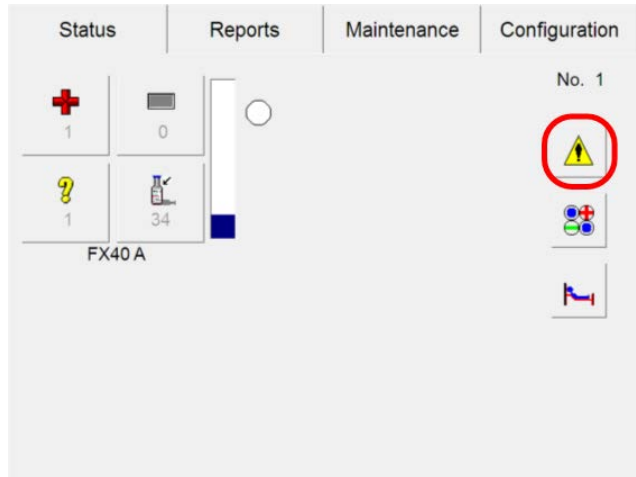 Status Reports Maintenance Configuration
No. 1
1 0
1 34
FX40 A